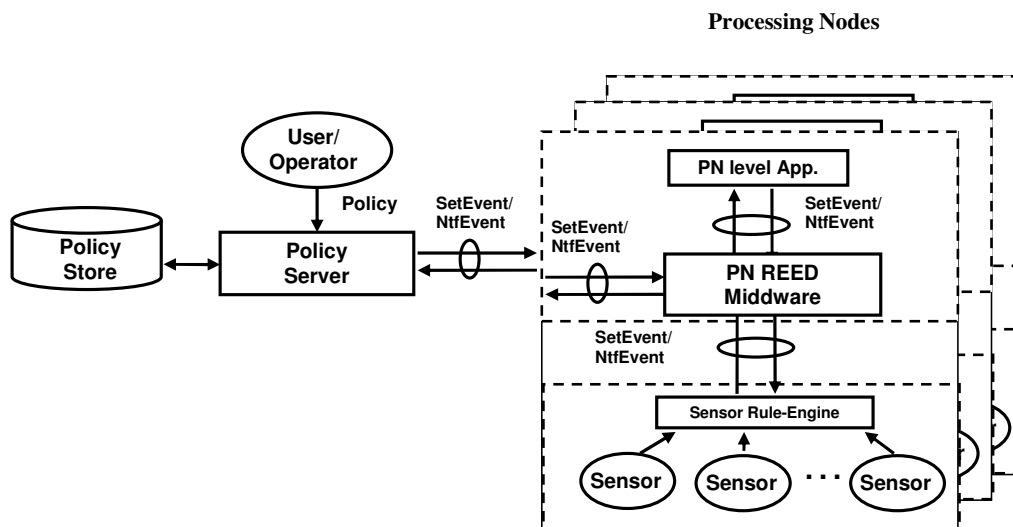 Processing Nodes
User/
Operator
PN level App.
Policy
SetEvent/
NtfEvent
SetEvent/
NtfEvent
SetEvent/
NtfEvent
Policy
Store
Policy
Server
PN REED
Middware
SetEvent/
NtfEvent
Sensor Rule-Engine
Sensor
Sensor
...
Sensor